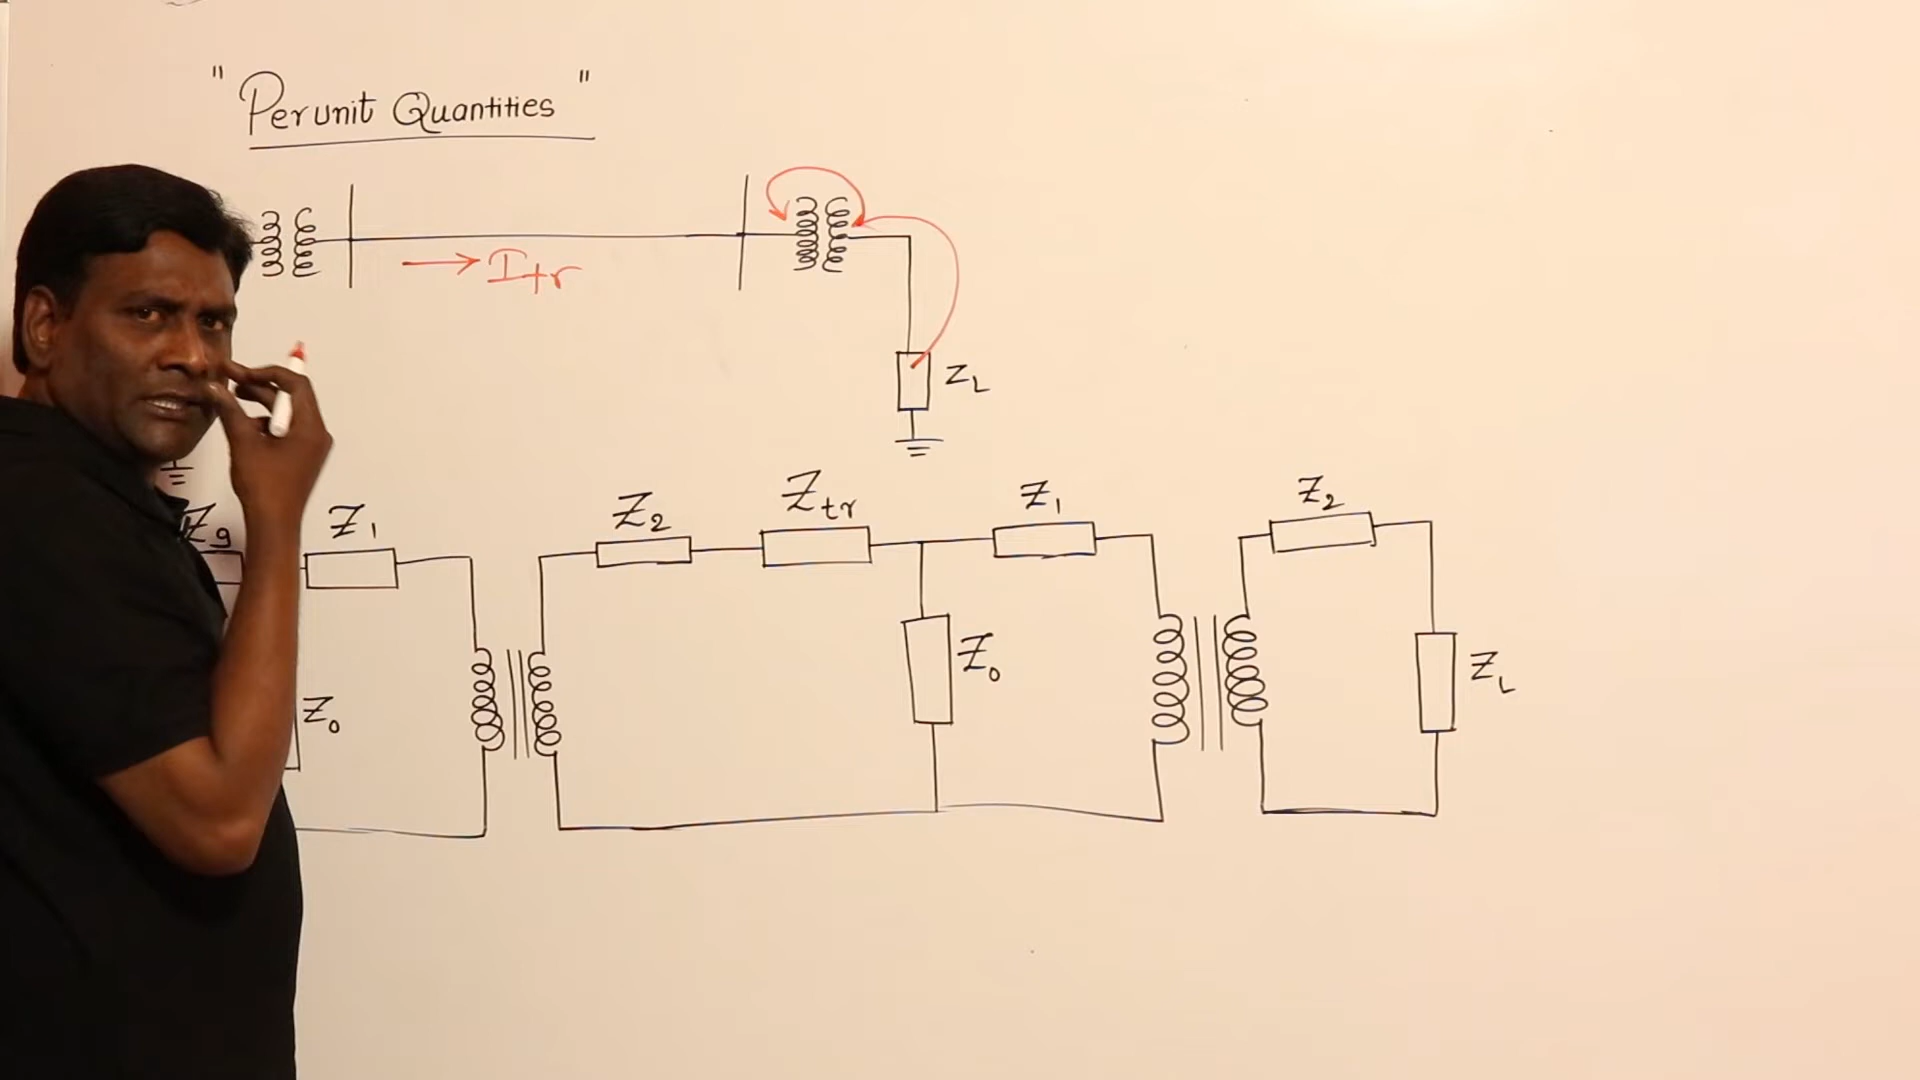 "Perunit Quantities"
Itr
ZL
Zg
Z1
Z2
Ztr
Z1
Z2
Z0
Z0
ZL